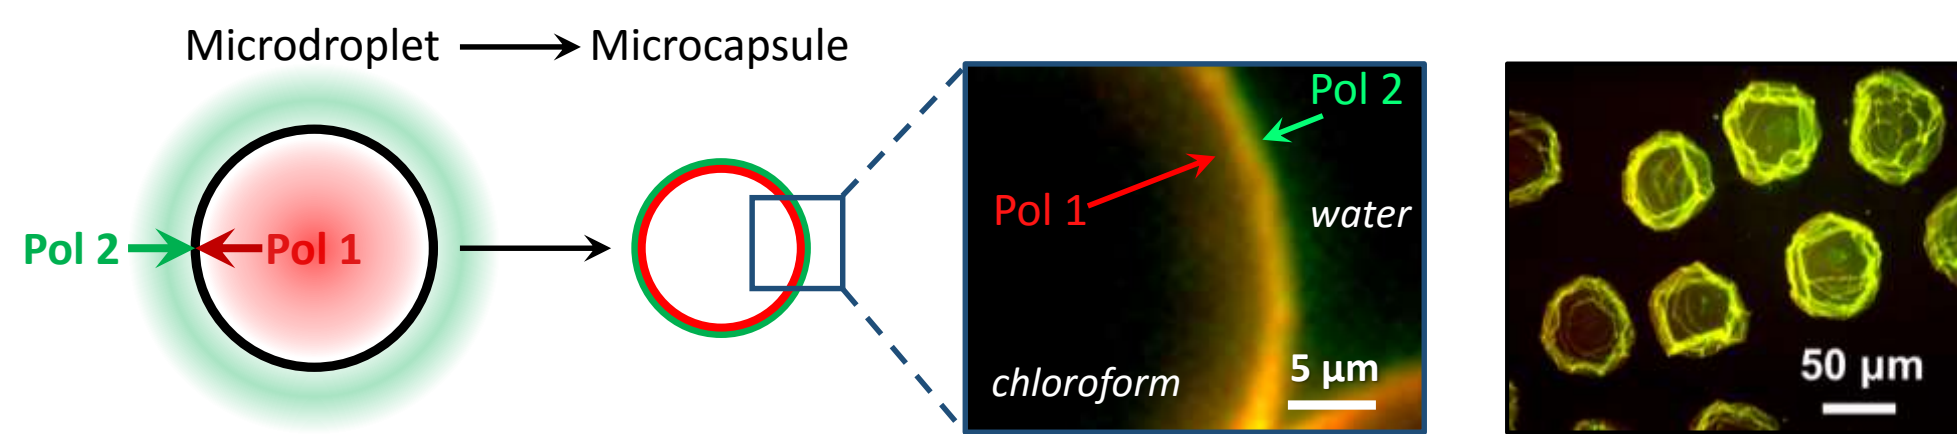 Microdroplet
Microcapsule
Pol 2
Pol 1
Pol 2
Pol 1
water
chloroform
5 µm
50 µm